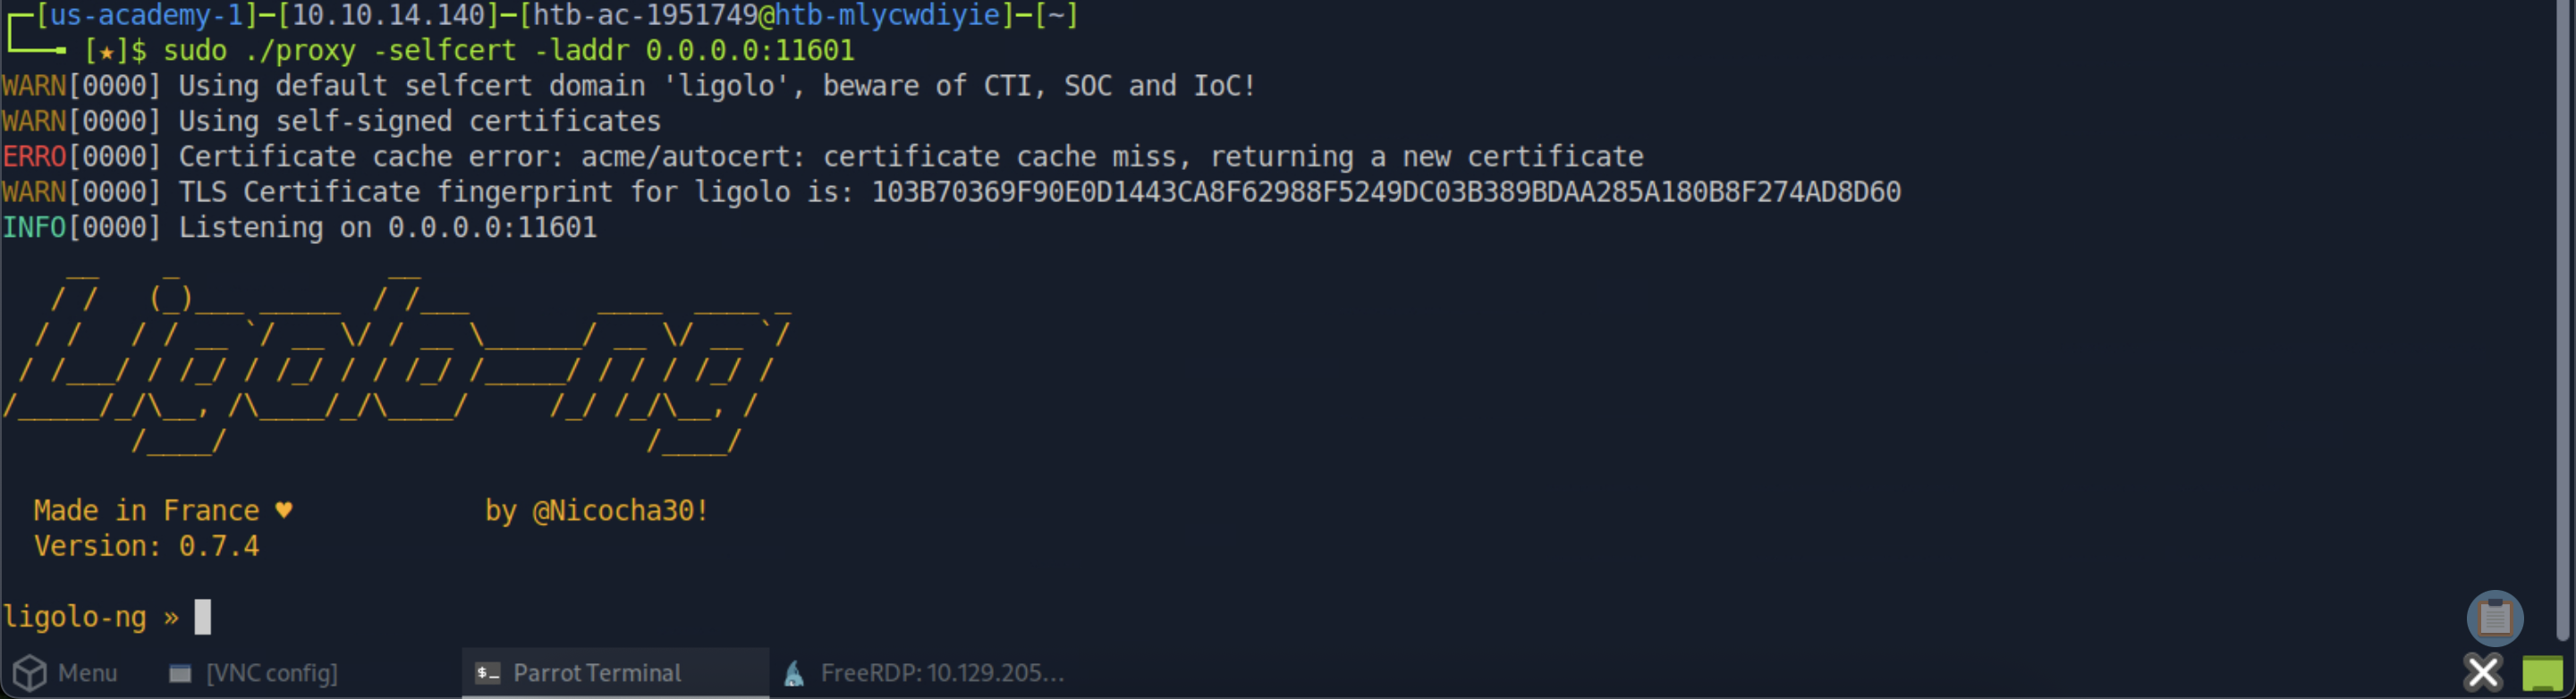 ┌─[us-academy-1]─[10.10.14.140]─[htb-ac-1951749@htb-mlycwdiyie]─[~]
└──╼ [★]$ sudo ./proxy -selfcert -laddr 0.0.0.0:11601
WARN[0000] Using default selfcert domain 'ligolo', beware of CTI, SOC and IoC!
WARN[0000] Using self-signed certificates
ERRO[0000] Certificate cache error: acme/autocert: certificate cache miss, returning a new certificate
WARN[0000] TLS Certificate fingerprint for ligolo is: 103B70369F90E0D1443CA8F62988F5249DC03B389BDAA285A180B8F274AD8D60
INFO[0000] Listening on 0.0.0.0:11601
Ligolo-ng
Made in France ♥ by @Nicocha30!
Version: 0.7.4
ligolo-ng »
Menu [VNC config] Parrot Terminal FreeRDP: 10.129.205...